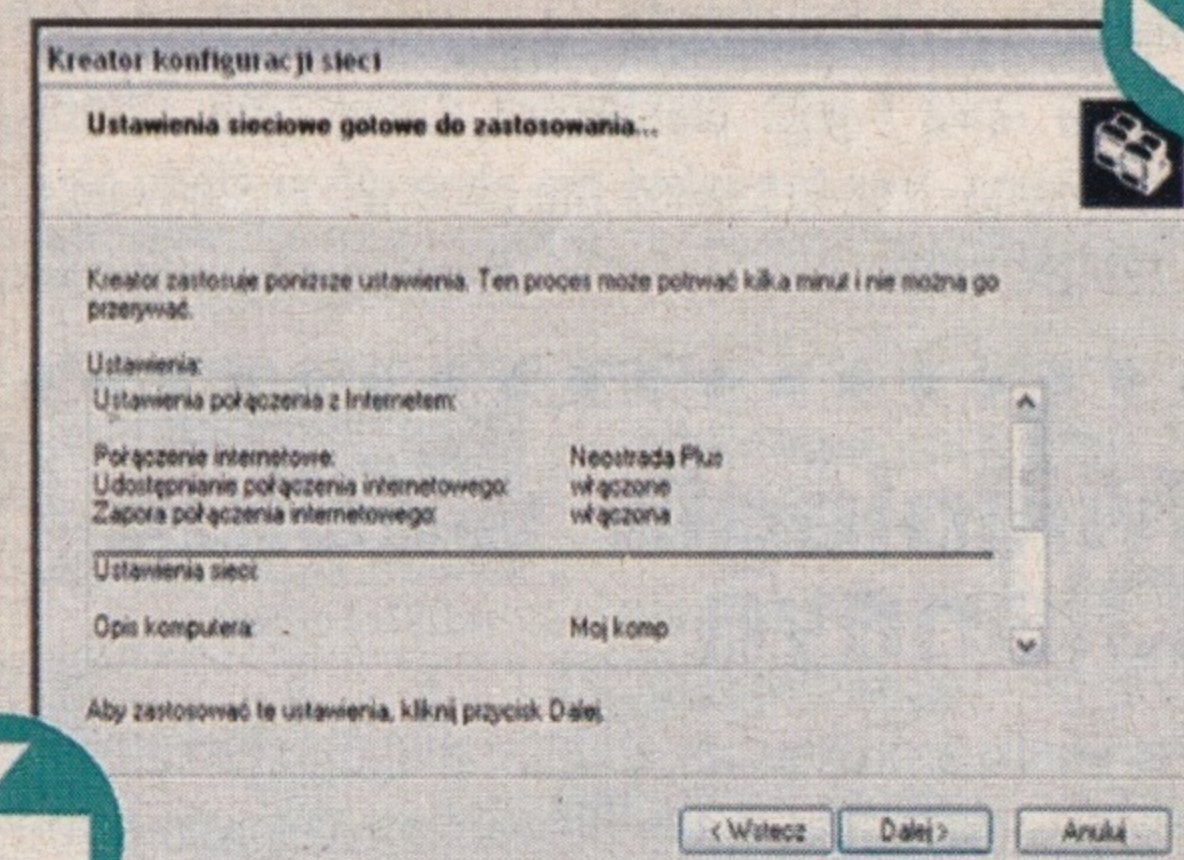 Kreator konfiguracji sieci
Ustawienia sieciowe gotowe do zastosowania...
Kreator zastosuje poniższe ustawienia. Ten proces może potrwać kilka minut i nie można go
przerywać.
Ustawienia:
Ustawienia połączenia z Internetem:
Połączenie internetowe: Neostrada Plus
Udostępnianie połączenia internetowego: włączone
Zapora połączenia internetowego: włączona
Ustawienia sieci:
Opis komputera: Moj komp
Aby zastosować te ustawienia, kliknij przycisk Dalej.
< Wstecz Dalej > Anuluj